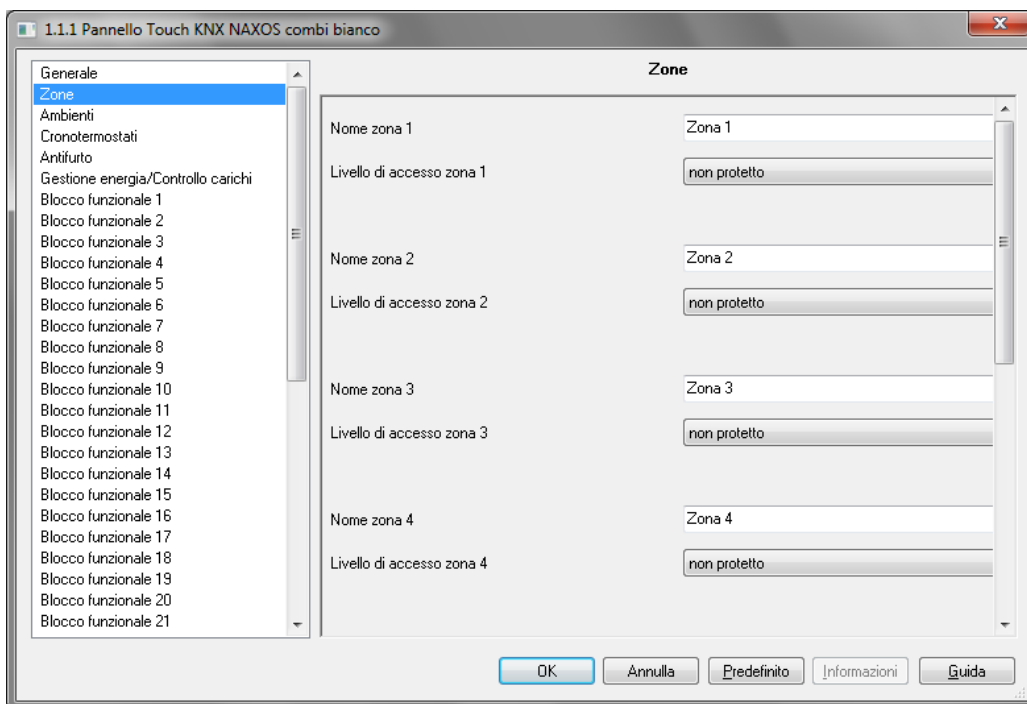 1.1.1 Pannello Touch KNX NAXOS combi bianco
Generale
Zone
Ambienti
Cronotermostati
Antifurto
Gestione energia/Controllo carichi
Blocco funzionale 1
Blocco funzionale 2
Blocco funzionale 3
Blocco funzionale 4
Blocco funzionale 5
Blocco funzionale 6
Blocco funzionale 7
Blocco funzionale 8
Blocco funzionale 9
Blocco funzionale 10
Blocco funzionale 11
Blocco funzionale 12
Blocco funzionale 13
Blocco funzionale 14
Blocco funzionale 15
Blocco funzionale 16
Blocco funzionale 17
Blocco funzionale 18
Blocco funzionale 19
Blocco funzionale 20
Blocco funzionale 21
Zone
Nome zona 1 Zona 1
Livello di accesso zona 1 non protetto
Nome zona 2 Zona 2
Livello di accesso zona 2 non protetto
Nome zona 3 Zona 3
Livello di accesso zona 3 non protetto
Nome zona 4 Zona 4
Livello di accesso zona 4 non protetto
OK Annulla Predefinito Informazioni Guida